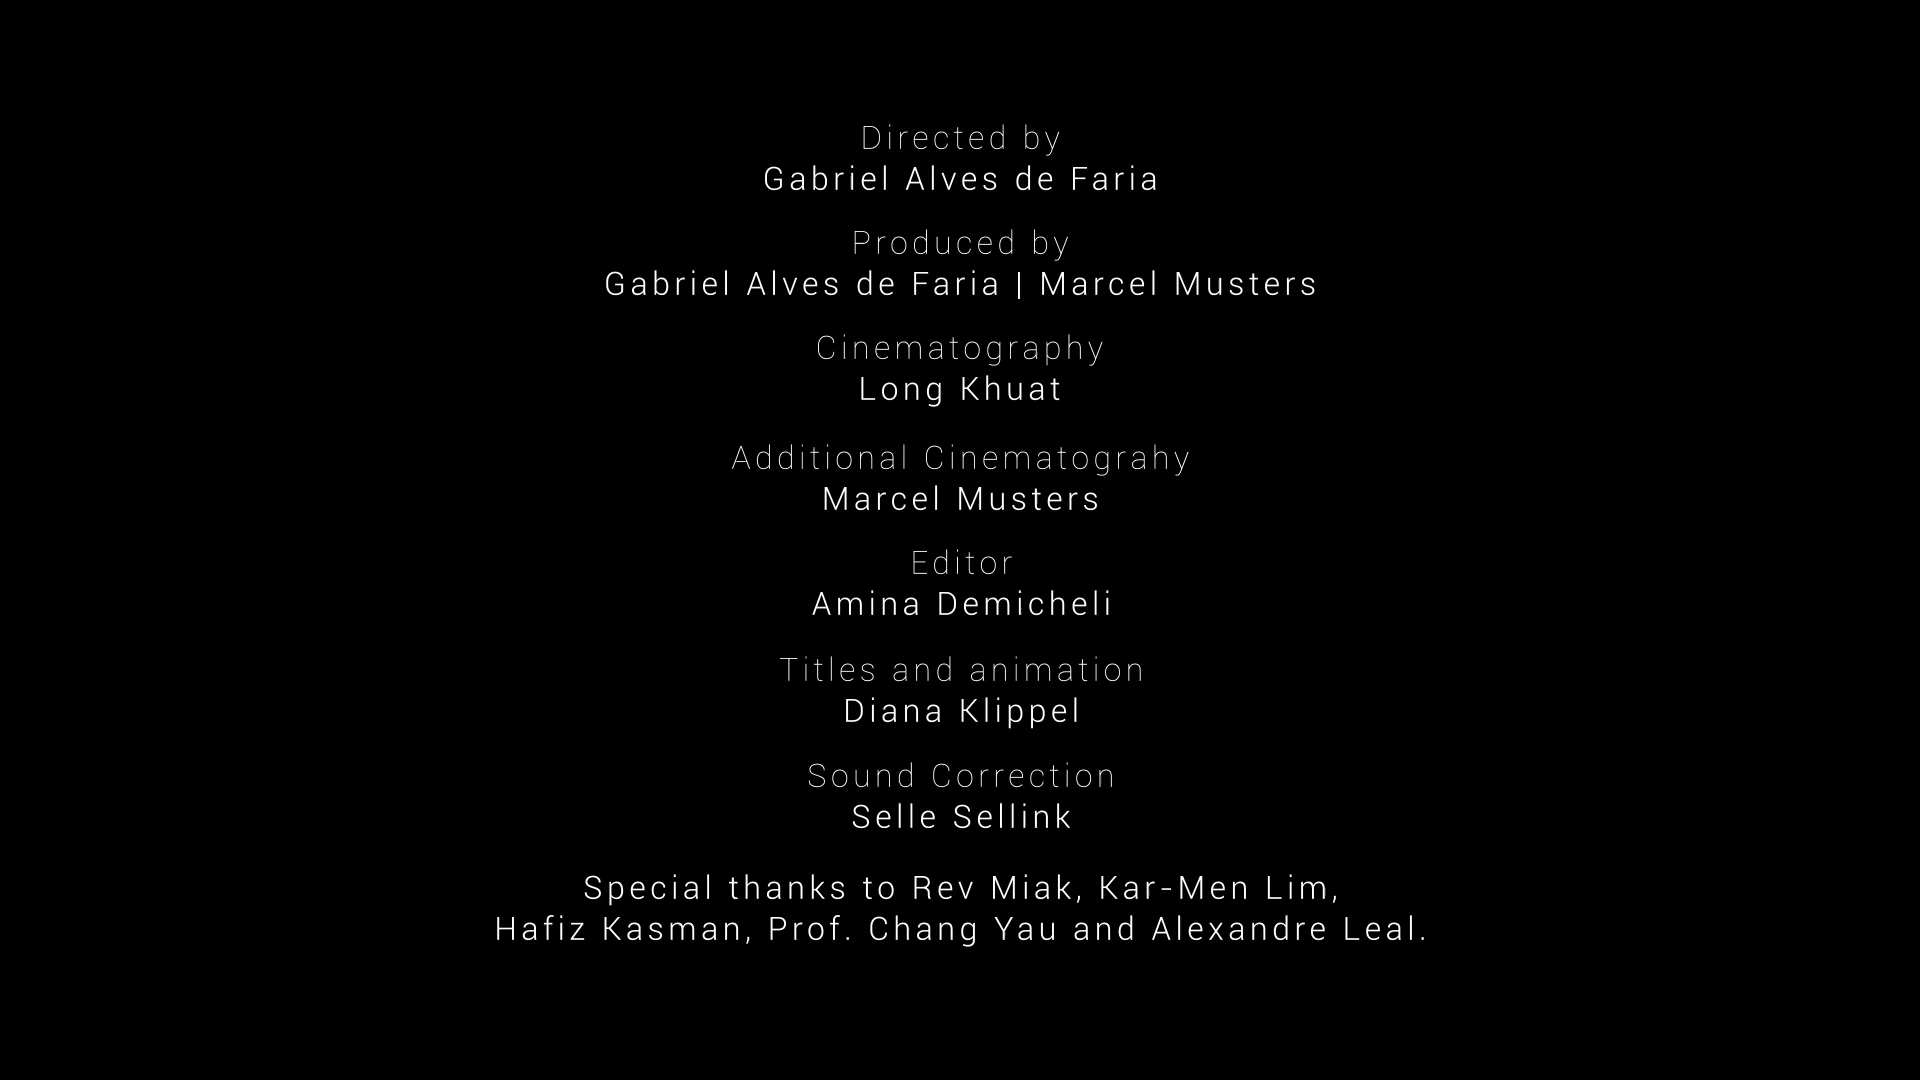 Directed by
Gabriel Alves de Faria
Produced by
Gabriel Alves de Faria | Marcel Musters
Cinematography
Long Khuat
Additional Cinematograhy
Marcel Musters
Editor
Amina Demicheli
Titles and animation
Diana Klippel
Sound Correction
Selle Sellink
Special thanks to Rev Miak, Kar-Men Lim,
Hafiz Kasman, Prof. Chang Yau and Alexandre Leal.